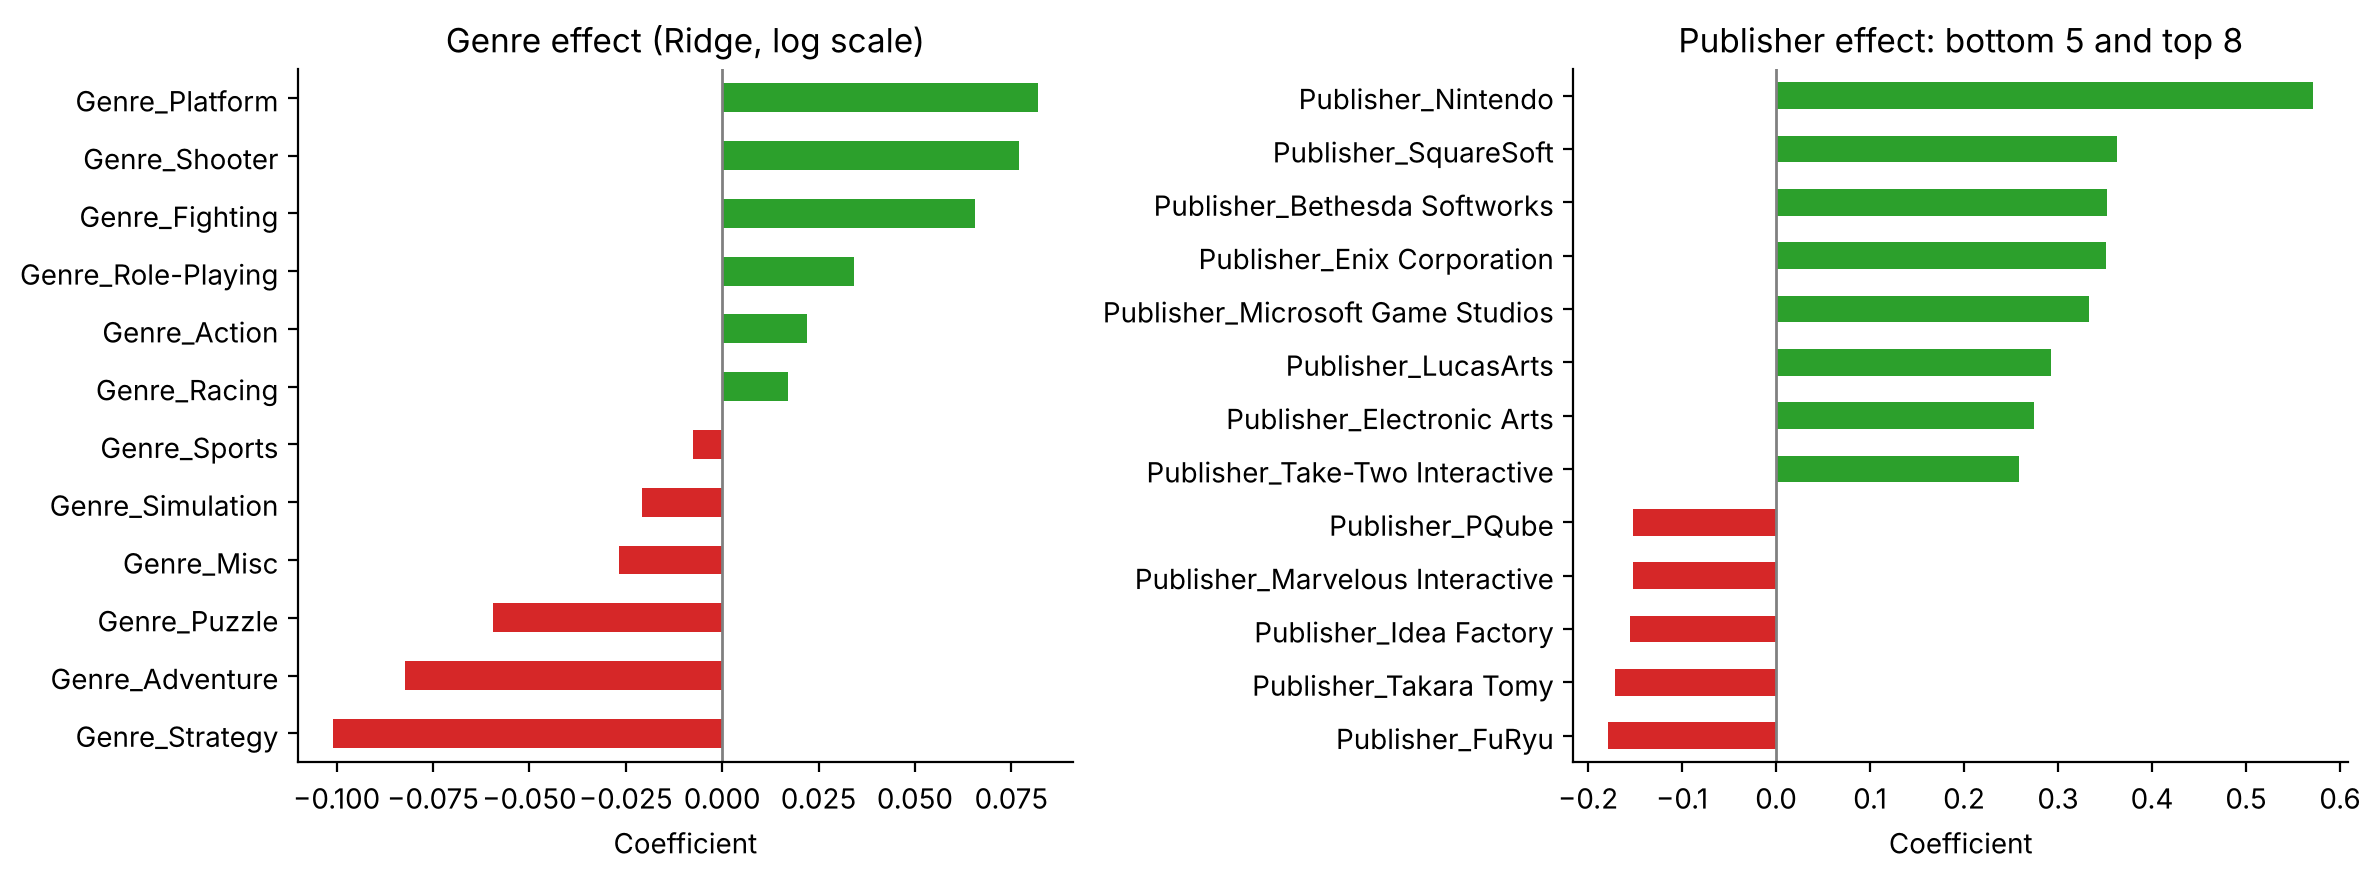 Genre effect (Ridge, log scale)
Genre_Platform
Genre_Shooter
Genre_Fighting
Genre_Role-Playing
Genre_Action
Genre_Racing
Genre_Sports
Genre_Simulation
Genre_Misc
Genre_Puzzle
Genre_Adventure
Genre_Strategy
−0.100 −0.075 −0.050 −0.025 0.000 0.025 0.050 0.075
Coefficient
Publisher effect: bottom 5 and top 8
Publisher_Nintendo
Publisher_SquareSoft
Publisher_Bethesda Softworks
Publisher_Enix Corporation
Publisher_Microsoft Game Studios
Publisher_LucasArts
Publisher_Electronic Arts
Publisher_Take-Two Interactive
Publisher_PQube
Publisher_Marvelous Interactive
Publisher_Idea Factory
Publisher_Takara Tomy
Publisher_FuRyu
−0.2 −0.1 0.0 0.1 0.2 0.3 0.4 0.5 0.6
Coefficient